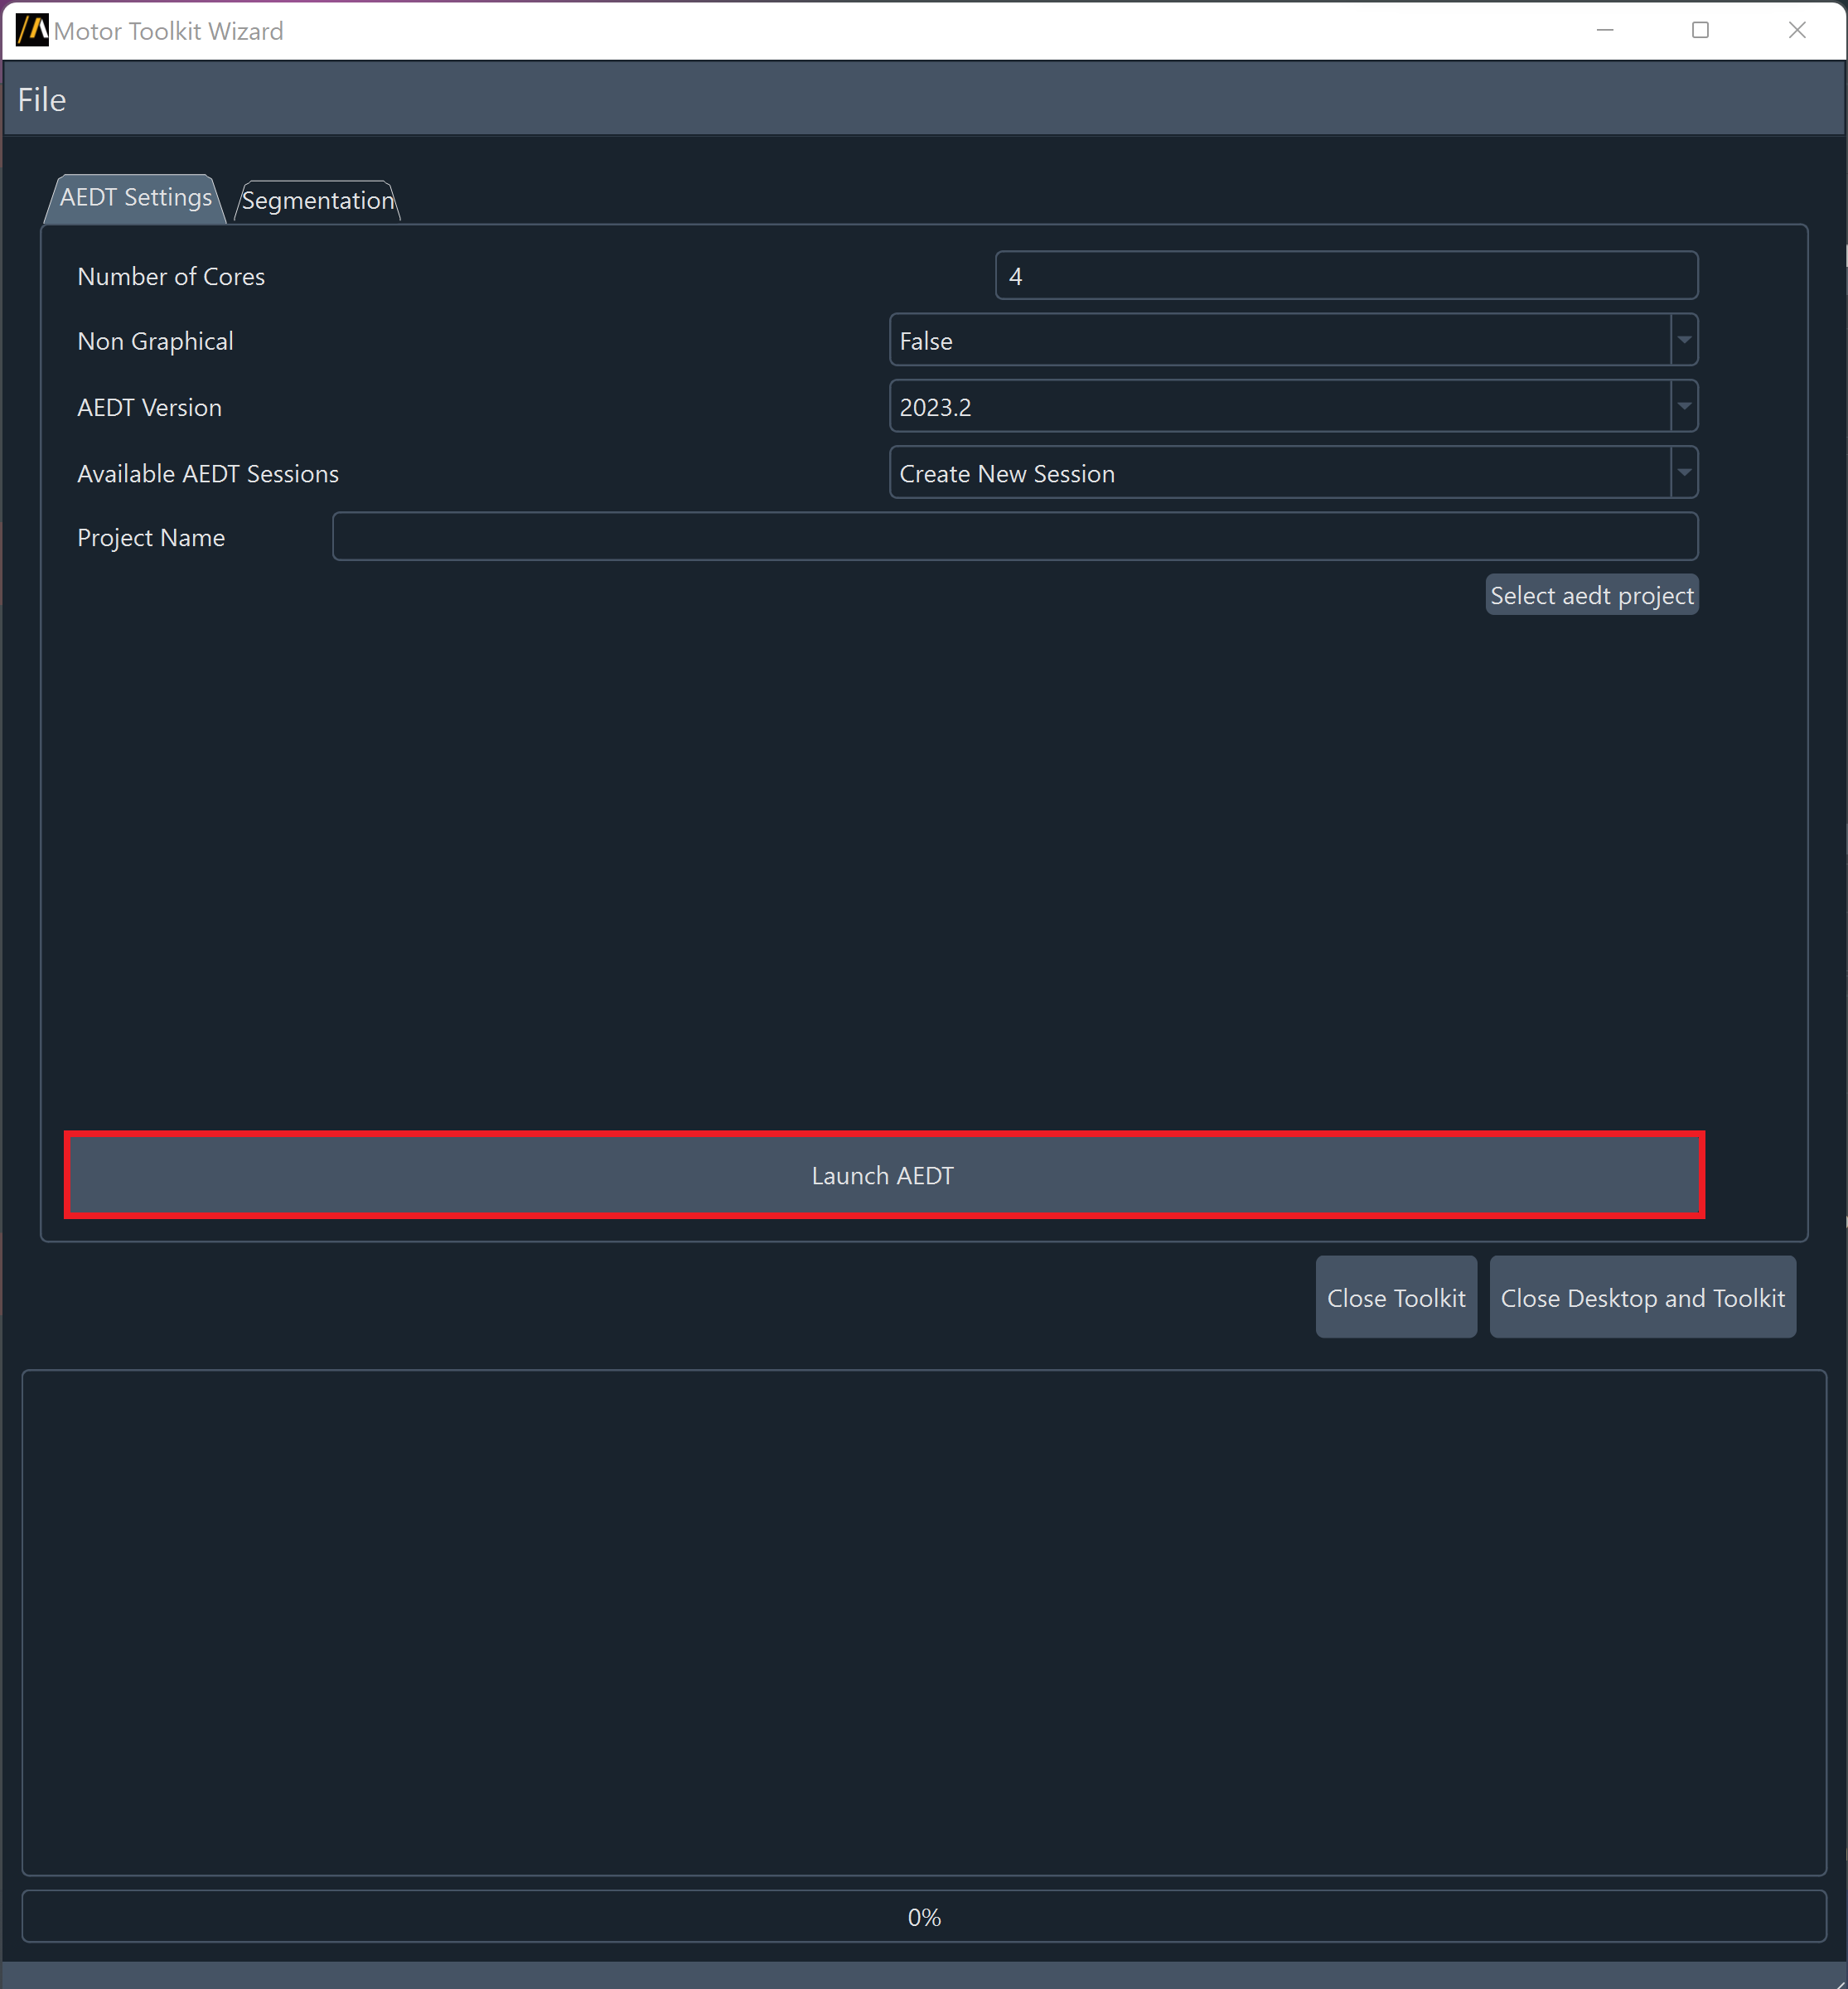 Motor Toolkit Wizard
File
AEDT Settings
Segmentation
Number of Cores
4
Non Graphical
False
AEDT Version
2023.2
Available AEDT Sessions
Create New Session
Project Name
Select aedt project
Launch AEDT
Close Toolkit
Close Desktop and Toolkit
0%